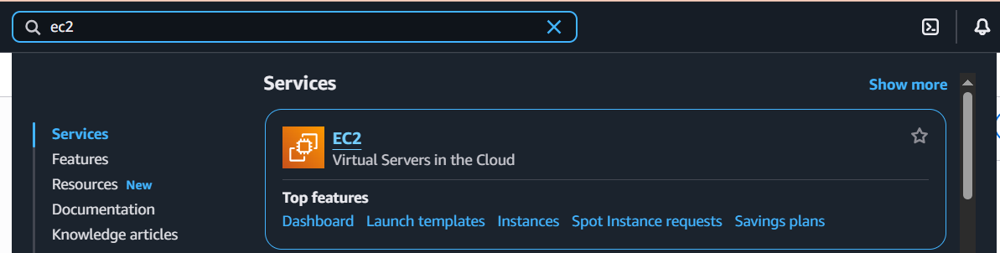 ec2
Services
Show more
Services
Features
Resources New
Documentation
Knowledge articles
EC2
Virtual Servers in the Cloud
Top features
Dashboard Launch templates Instances Spot Instance requests Savings plans